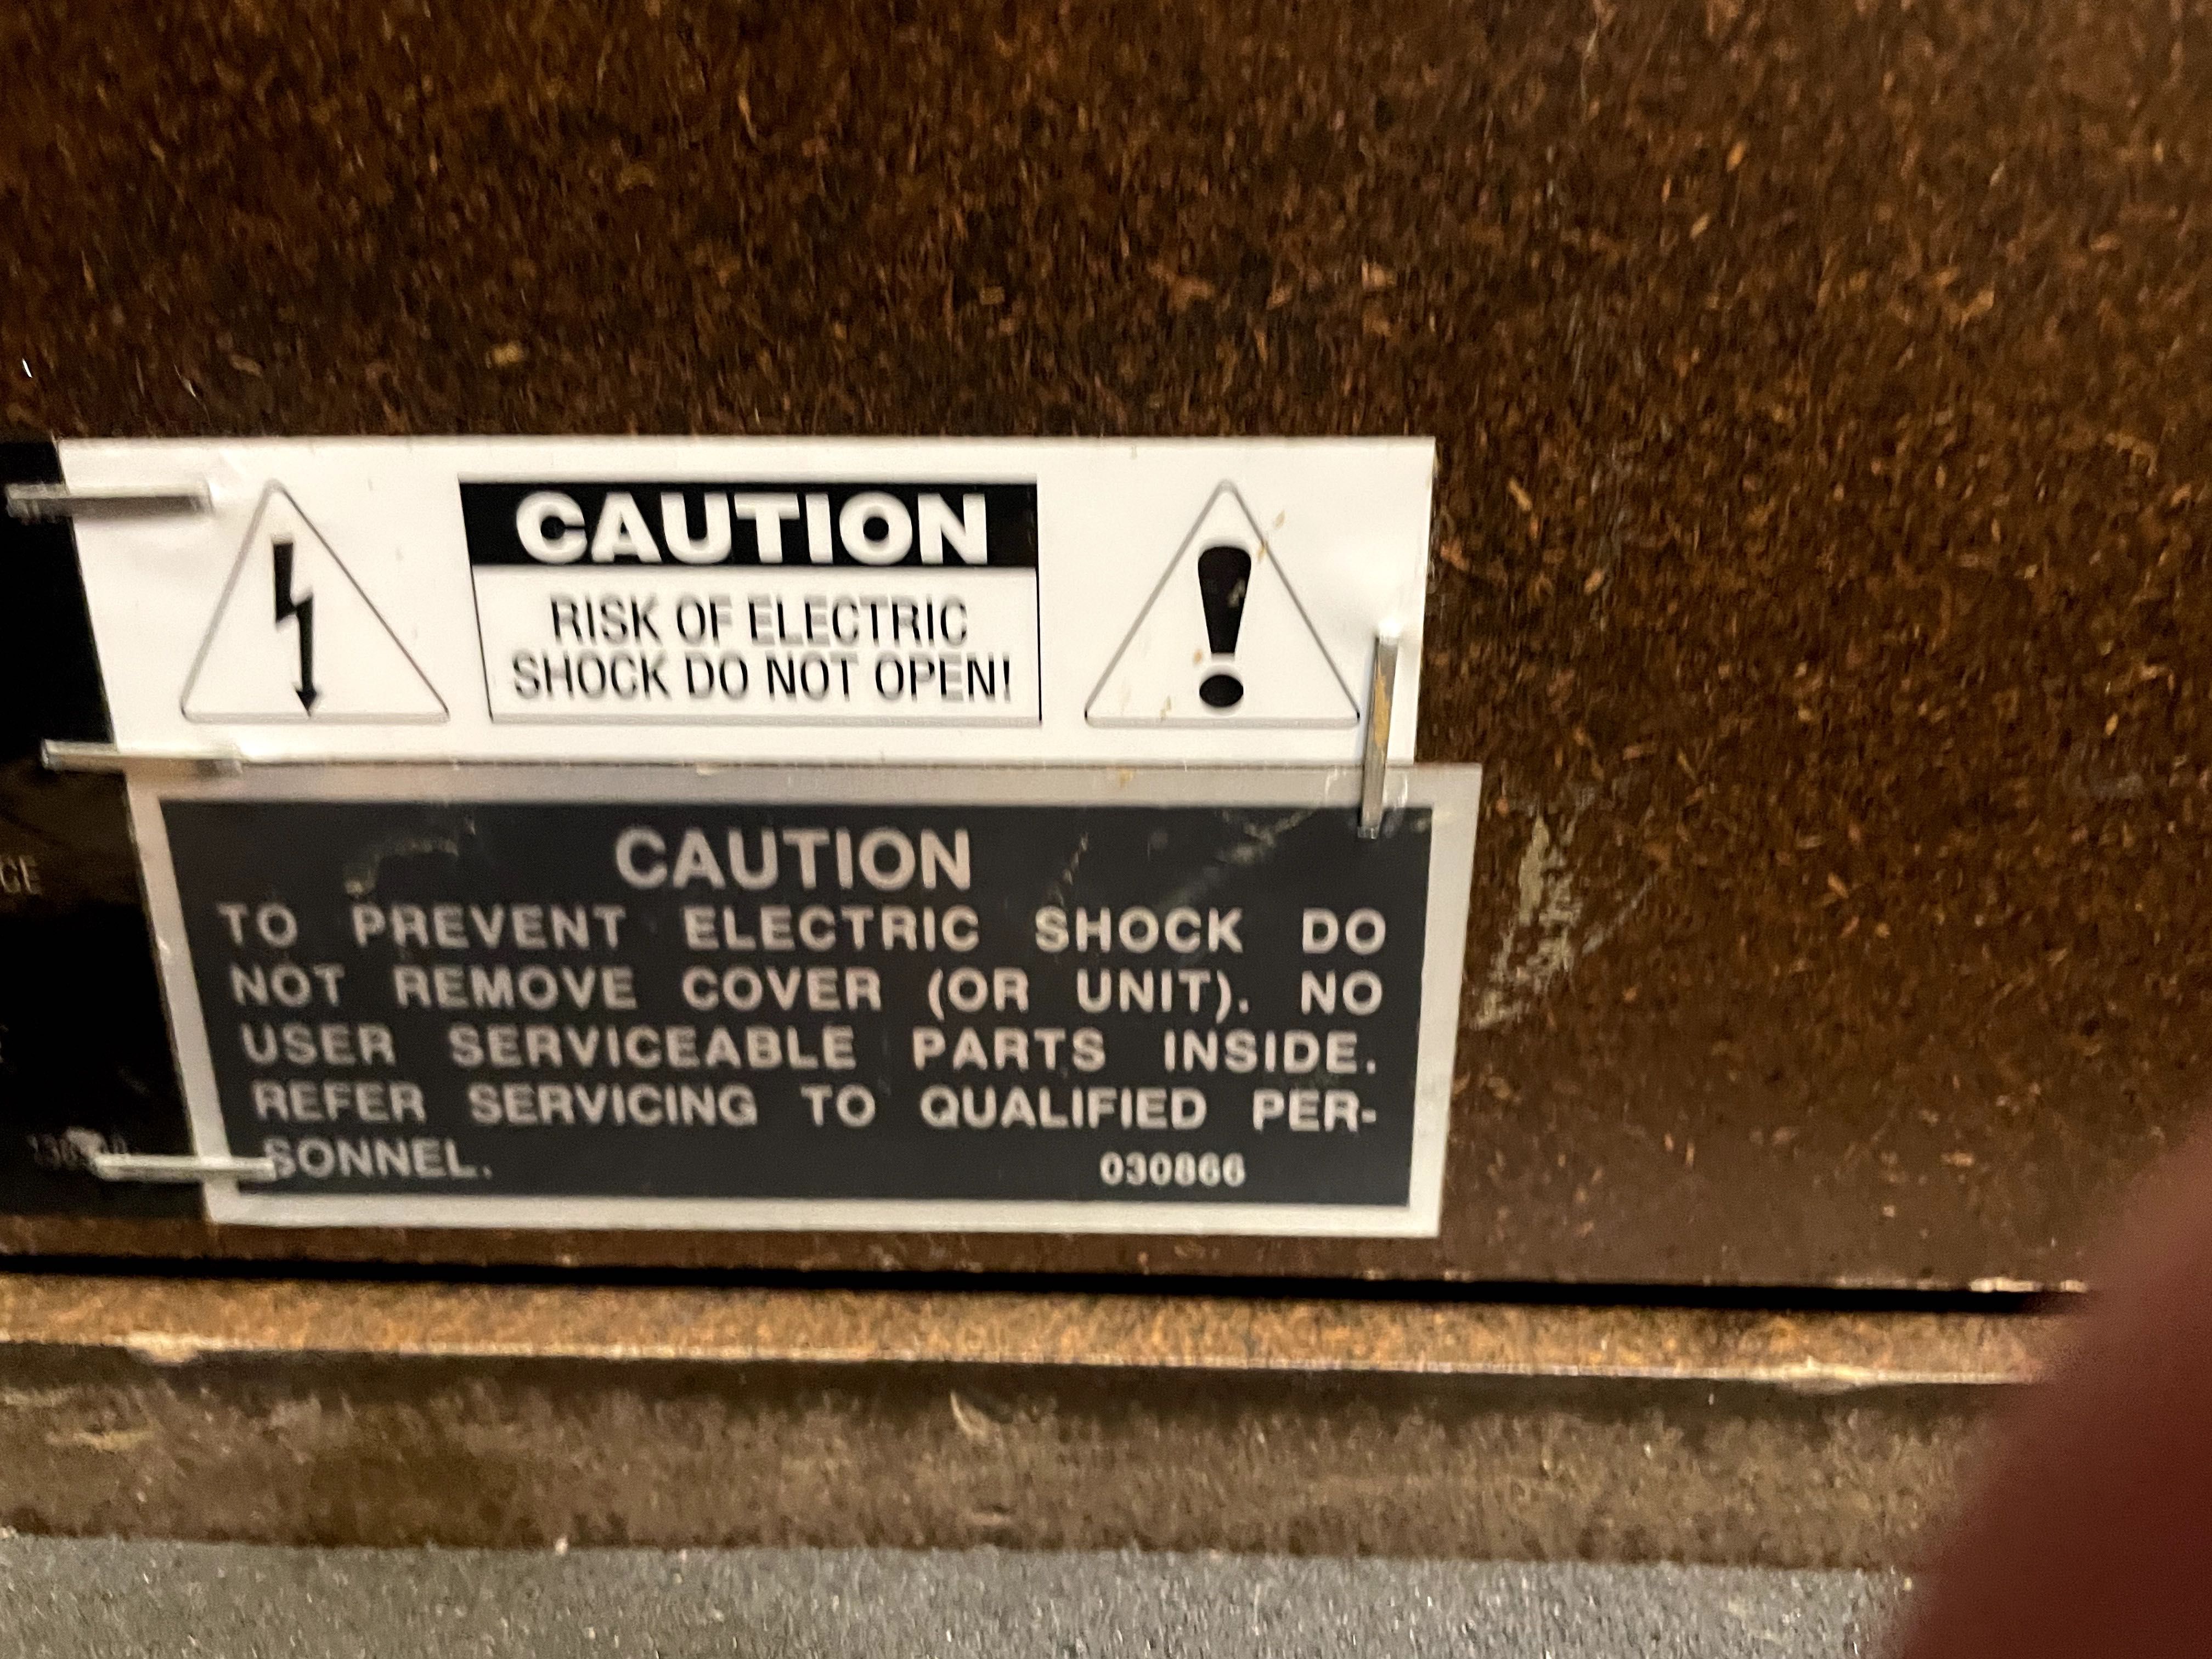 CAUTION
RISK OF ELECTRIC
SHOCK DO NOT OPEN!
CAUTION
TO PREVENT ELECTRIC SHOCK DO
NOT REMOVE COVER (OR UNIT). NO
USER SERVICEABLE PARTS INSIDE.
REFER SERVICING TO QUALIFIED PER-
SONNEL.
030866